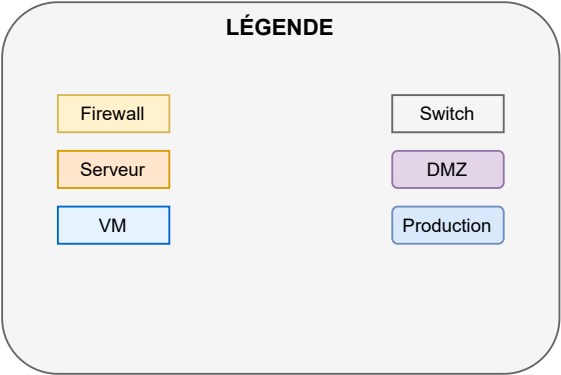 LÉGENDE
Firewall
Switch
Serveur
DMZ
VM
Production